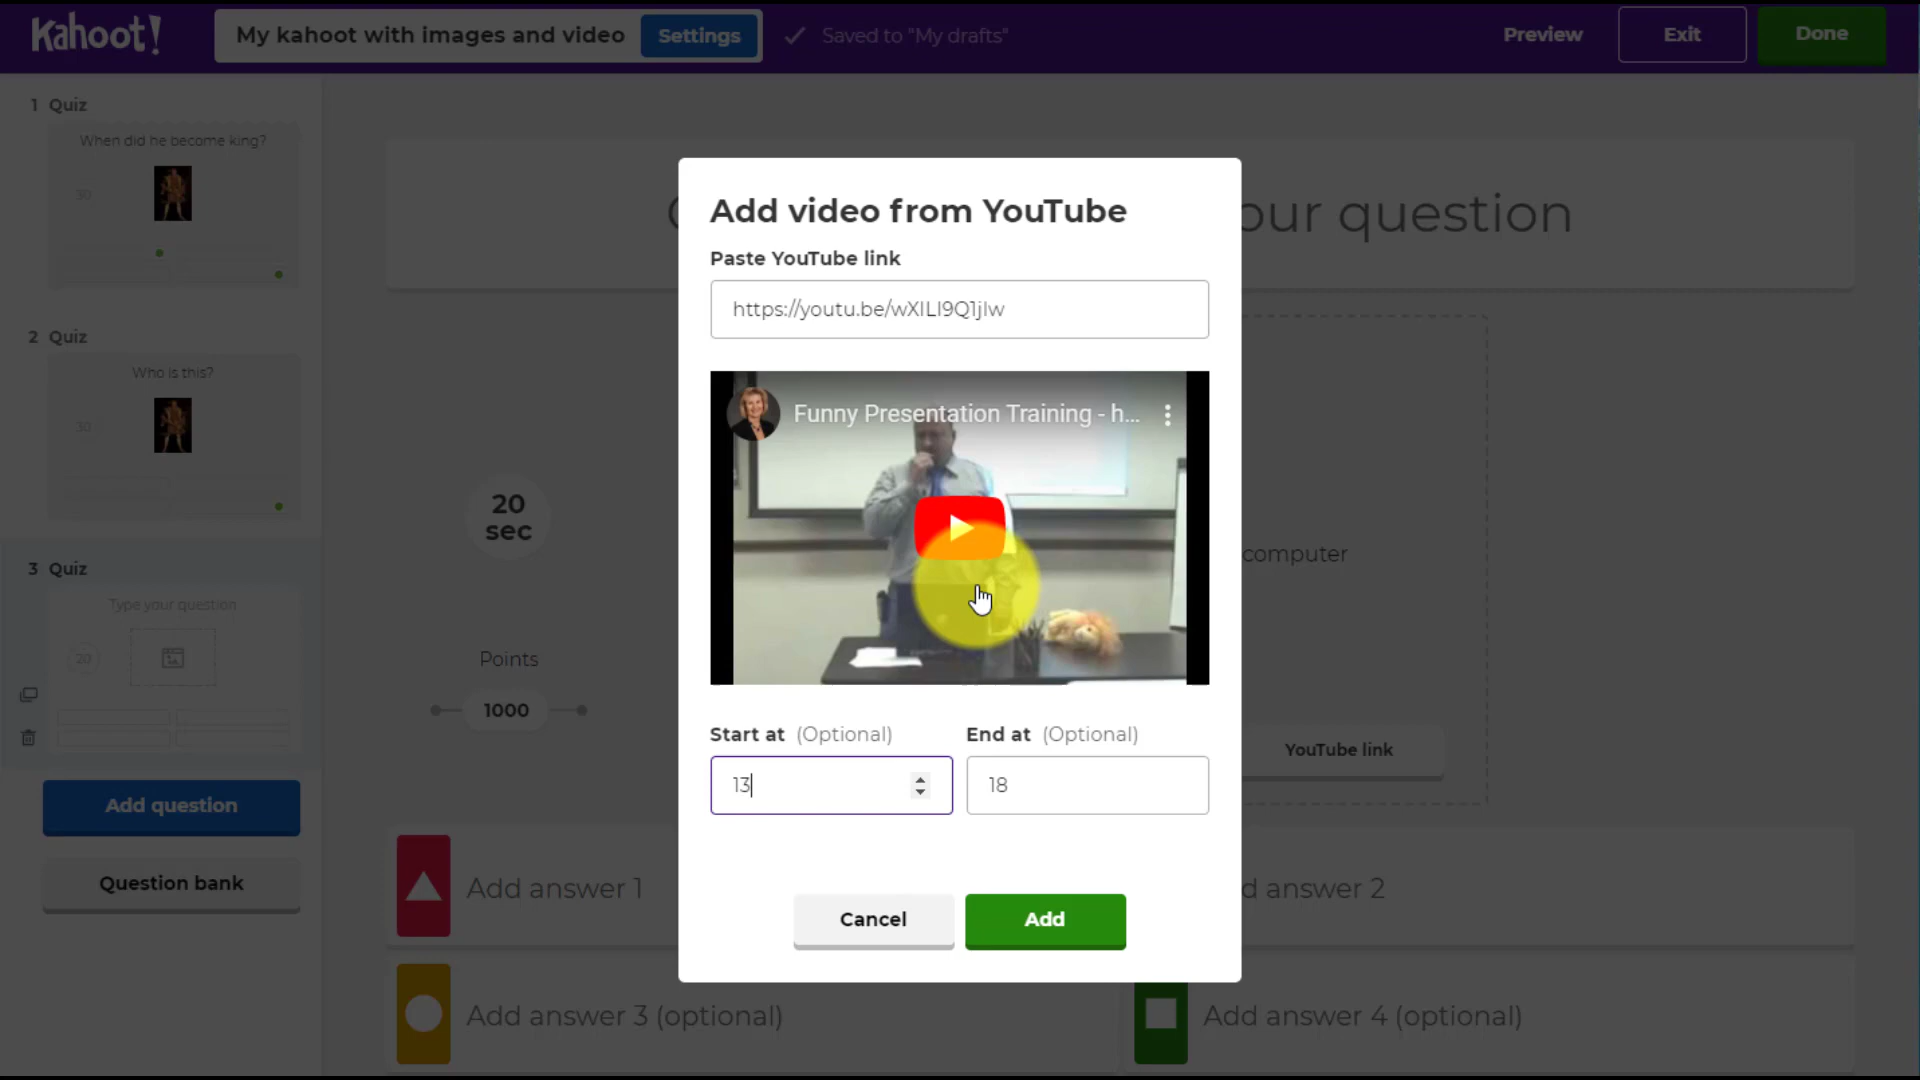 Kahoot!
My kahoot with images and video
Settings
Saved to "My drafts"
Preview
Exit
Done
1 Quiz
When did he become king?
30
2 Quiz
Who is this?
30
3 Quiz
Type your question
20
Add question
Question bank
our question
20
sec
Points
1000
computer
YouTube link
Add video from YouTube
Paste YouTube link
https://youtu.be/wXILI9Q1jIw
Funny Presentation Training - h...
Start at (Optional)
End at (Optional)
13
18
Cancel
Add
Add answer 1
d answer 2
Add answer 3 (optional)
Add answer 4 (optional)